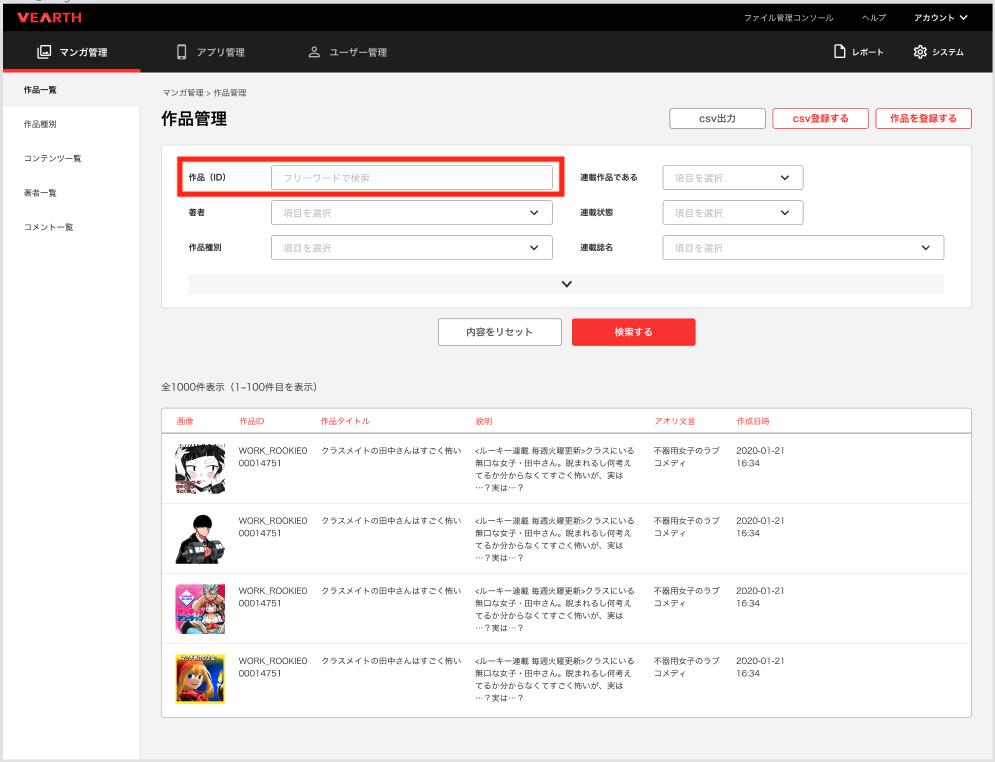 VEARTH
ファイル管理コンソール ヘルプ アカウント
マンガ管理 アプリ管理 ユーザー管理 レポート システム
作品一覧
作品種別
コンテンツ一覧
著者一覧
コメント一覧
マンガ管理 > 作品管理
作品管理
csv出力 csv登録する 作品を登録する
作品（ID） フリーワードで検索 連載作品である 項目を選択
著者 項目を選択 連載状態 項目を選択
作品種別 項目を選択 連載誌名 項目を選択
内容をリセット 検索する
全1000件表示（1~100件目を表示）
画像 作品ID 作品タイトル 説明 アオリ文言 作成日時
WORK_ROOKIE0 クラスメイトの田中さんはすごく怖い <ルーキー連載 毎週火曜更新>クラスにいる 不器用女子のラブ 2020-01-21
00014751 無口な女子・田中さん。睨まれるし何考え コメディ 16:34
てるか分からなくてすごく怖いが、実は
…？実は…？
WORK_ROOKIE0 クラスメイトの田中さんはすごく怖い <ルーキー連載 毎週火曜更新>クラスにいる 不器用女子のラブ 2020-01-21
00014751 無口な女子・田中さん。睨まれるし何考え コメディ 16:34
てるか分からなくてすごく怖いが、実は
…？実は…？
アンデッド
アンラック
WORK_ROOKIE0 クラスメイトの田中さんはすごく怖い <ルーキー連載 毎週火曜更新>クラスにいる 不器用女子のラブ 2020-01-21
00014751 無口な女子・田中さん。睨まれるし何考え コメディ 16:34
てるか分からなくてすごく怖いが、実は
…？実は…？
WORK_ROOKIE0 クラスメイトの田中さんはすごく怖い <ルーキー連載 毎週火曜更新>クラスにいる 不器用女子のラブ 2020-01-21
00014751 無口な女子・田中さん。睨まれるし何考え コメディ 16:34
てるか分からなくてすごく怖いが、実は
…？実は…？